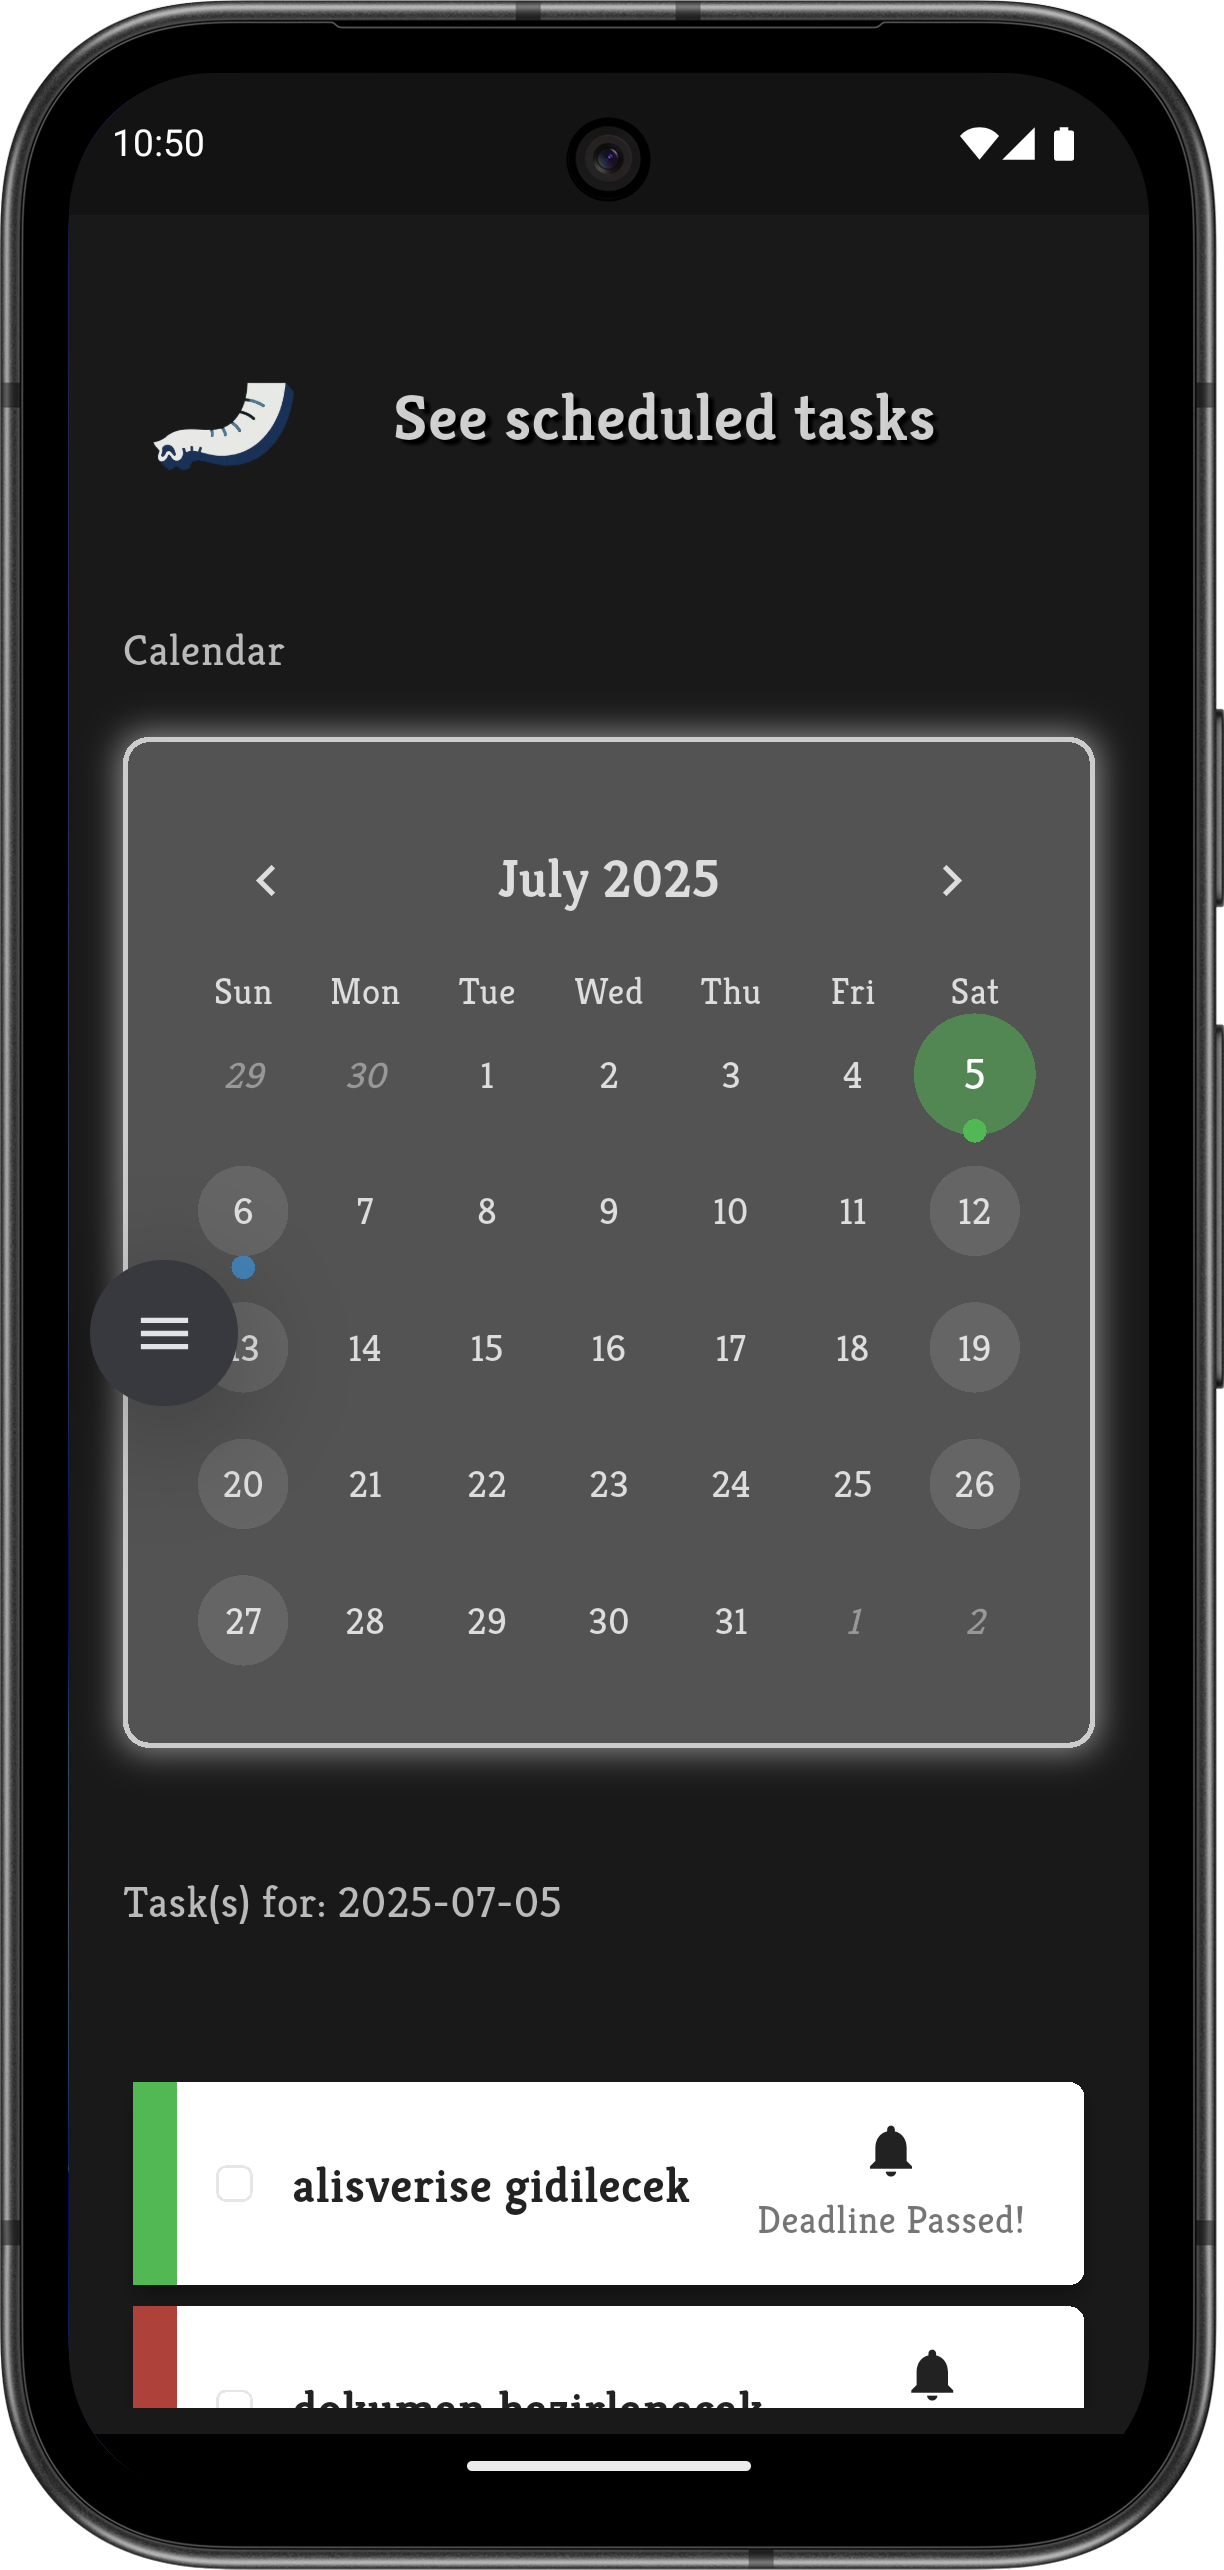 10:50
See scheduled tasks
Calendar
July 2025
Sun Mon Tue Wed Thu Fri Sat
29 30 1 2 3 4 5
6 7 8 9 10 11 12
13 14 15 16 17 18 19
20 21 22 23 24 25 26
27 28 29 30 31 1 2
Task(s) for: 2025-07-05
alisverise gidilecek
Deadline Passed!
dokuman hazirlanacak